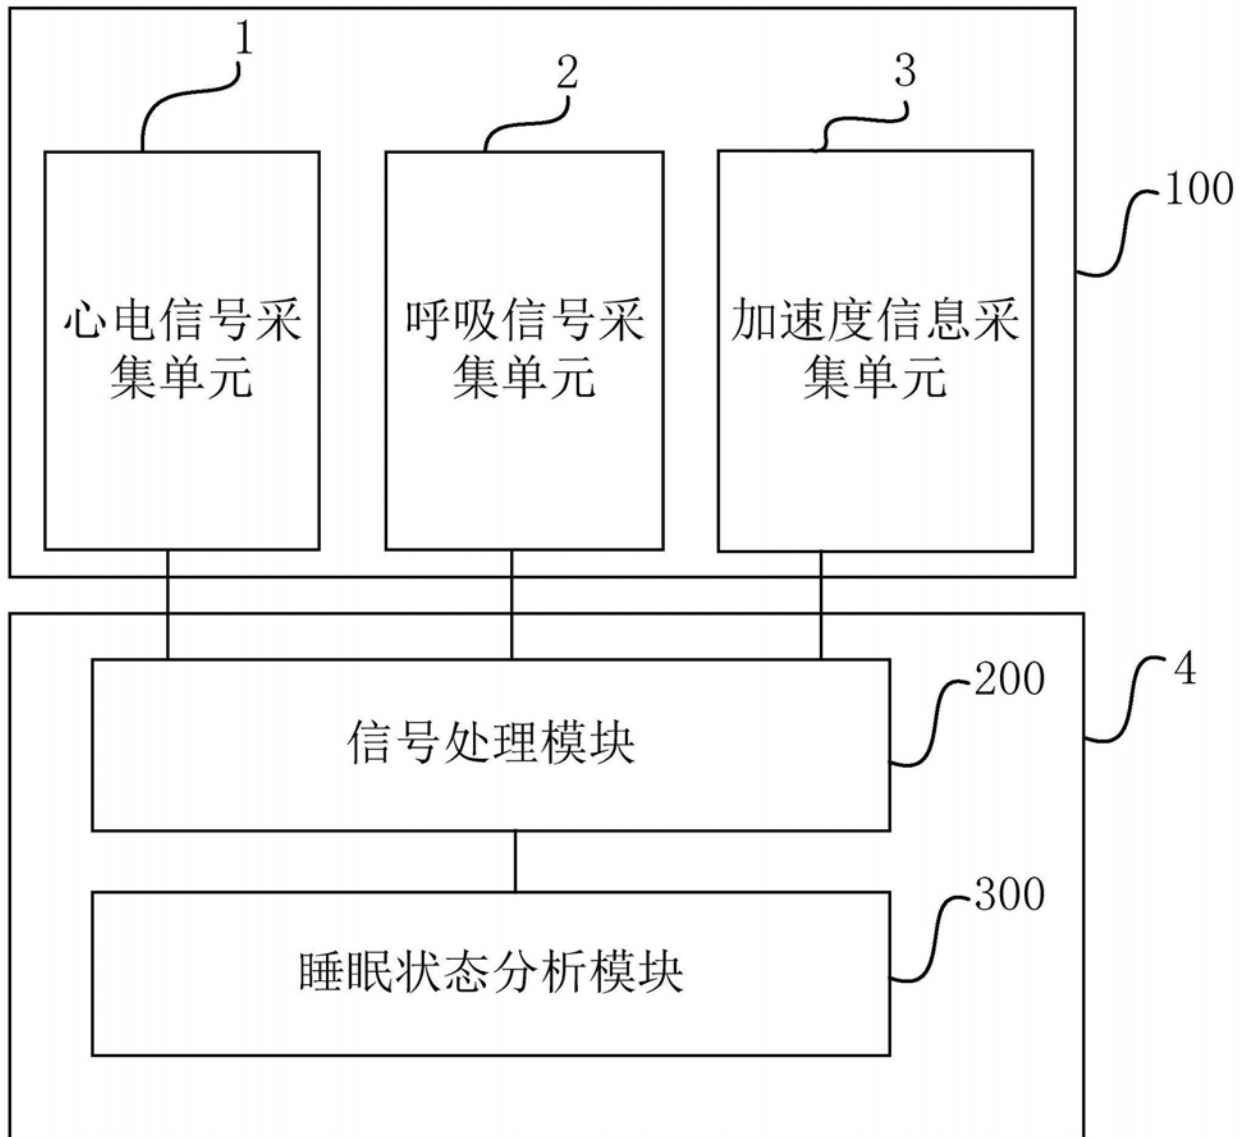 1
2
3
100
心电信号采
集单元
呼吸信号采
集单元
加速度信息采
集单元
4
200
信号处理模块
300
睡眠状态分析模块